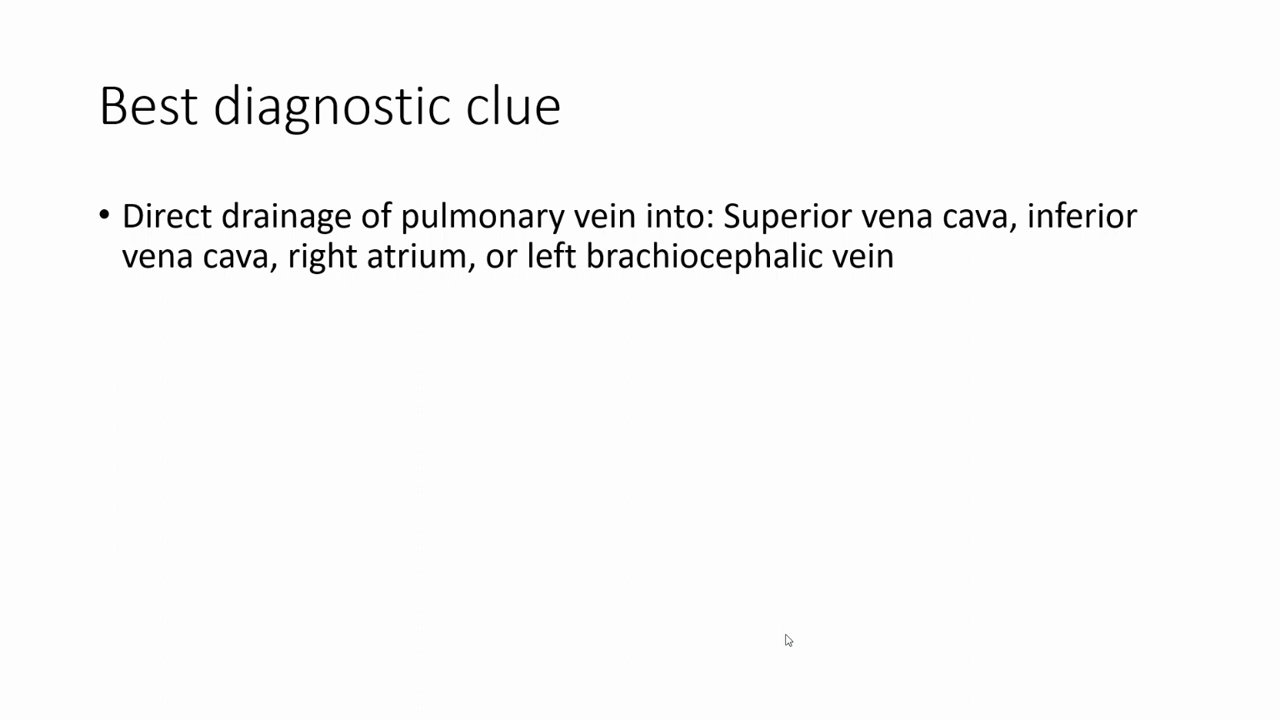 Best diagnostic clue
• Direct drainage of pulmonary vein into: Superior vena cava, inferior
vena cava, right atrium, or left brachiocephalic vein